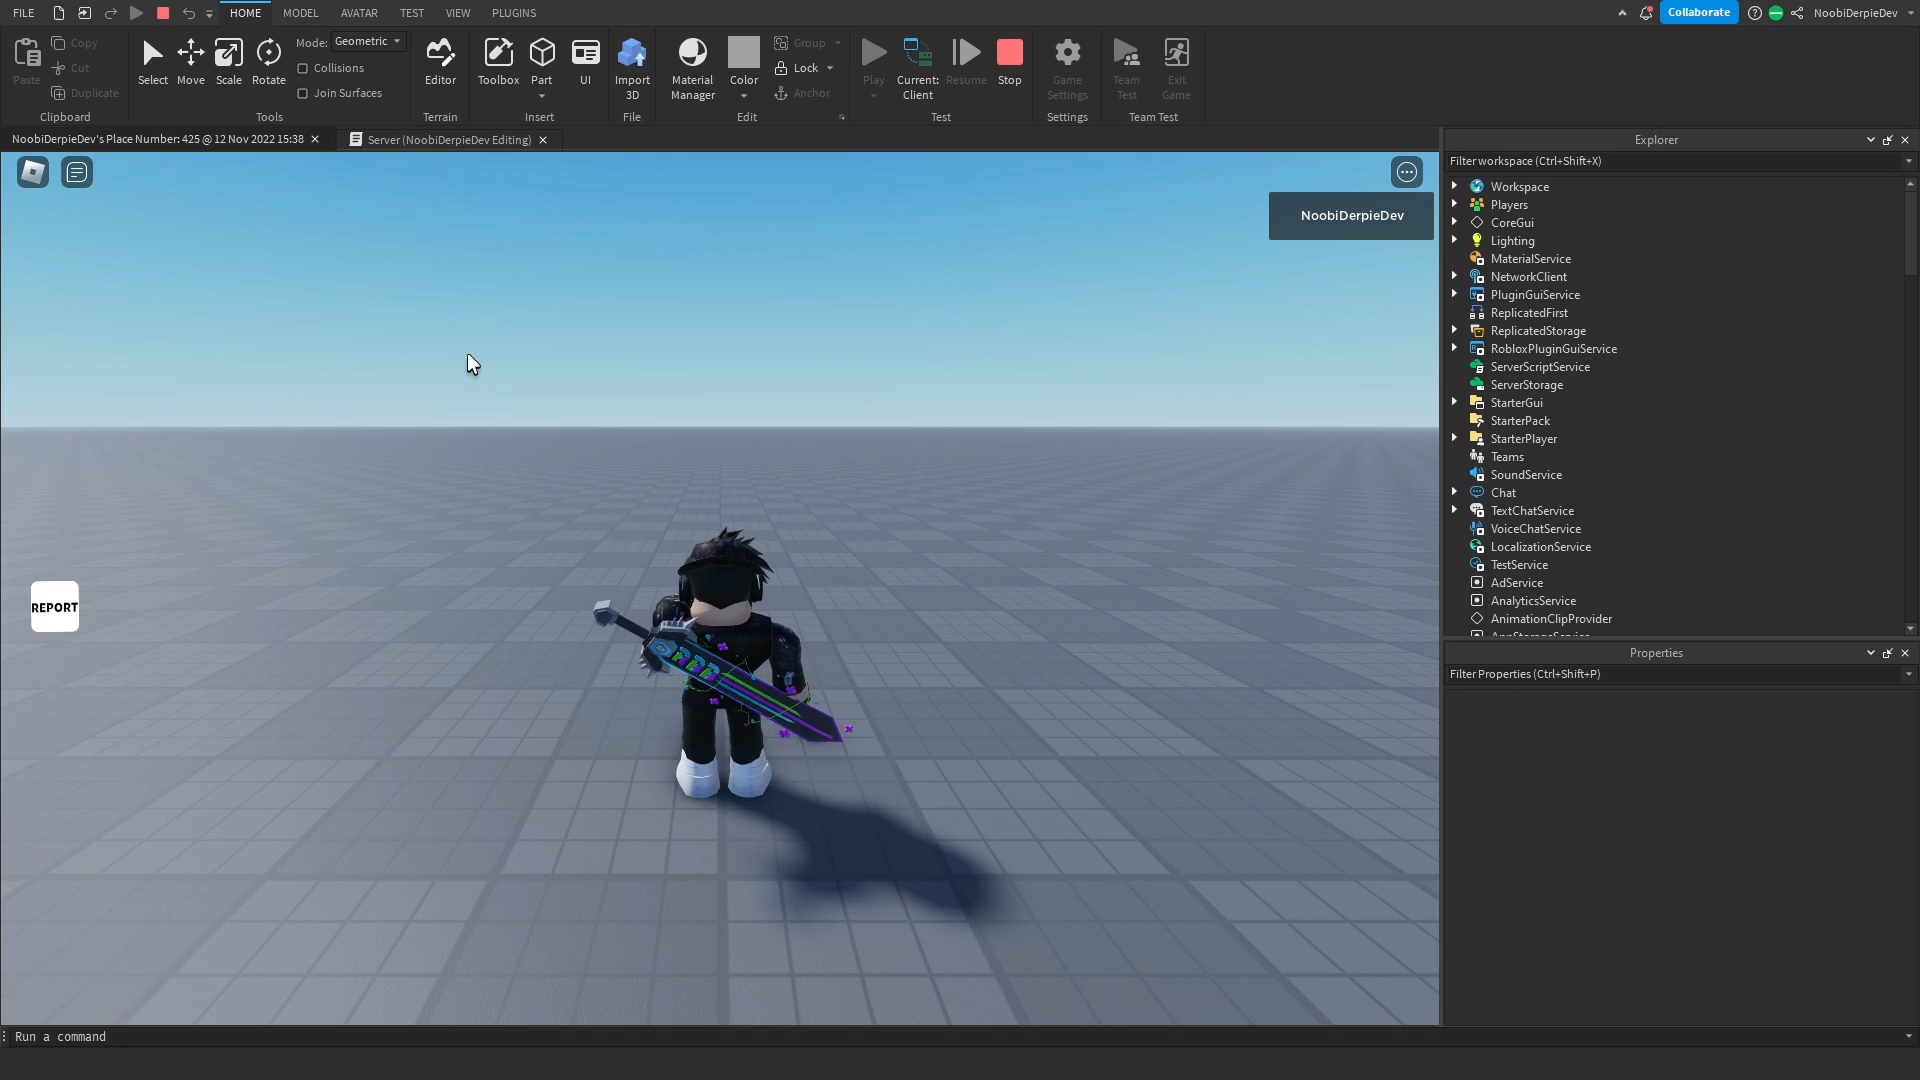 FILE HOME MODEL AVATAR TEST VIEW PLUGINS Collaborate NoobiDerpieDev
Paste Copy Cut Duplicate Clipboard
Select Move Scale Rotate Mode: Geometric Collisions Join Surfaces Tools
Editor Terrain
Toolbox Part UI Insert
Import 3D File
Material Manager Color Group Lock Anchor Edit
Play Current: Client Resume Stop Test
Game Settings Settings
Team Test Exit Game Team Test
NoobiDerpieDev's Place Number: 425 @ 12 Nov 2022 15:38 Server (NoobiDerpieDev Editing)
NoobiDerpieDev
REPORT
Explorer
Filter workspace (Ctrl+Shift+X)
Workspace
Players
CoreGui
Lighting
MaterialService
NetworkClient
PluginGuiService
ReplicatedFirst
ReplicatedStorage
RobloxPluginGuiService
ServerScriptService
ServerStorage
StarterGui
StarterPack
StarterPlayer
Teams
SoundService
Chat
TextChatService
VoiceChatService
LocalizationService
TestService
AdService
AnalyticsService
AnimationClipProvider
Properties
Filter Properties (Ctrl+Shift+P)
Run a command